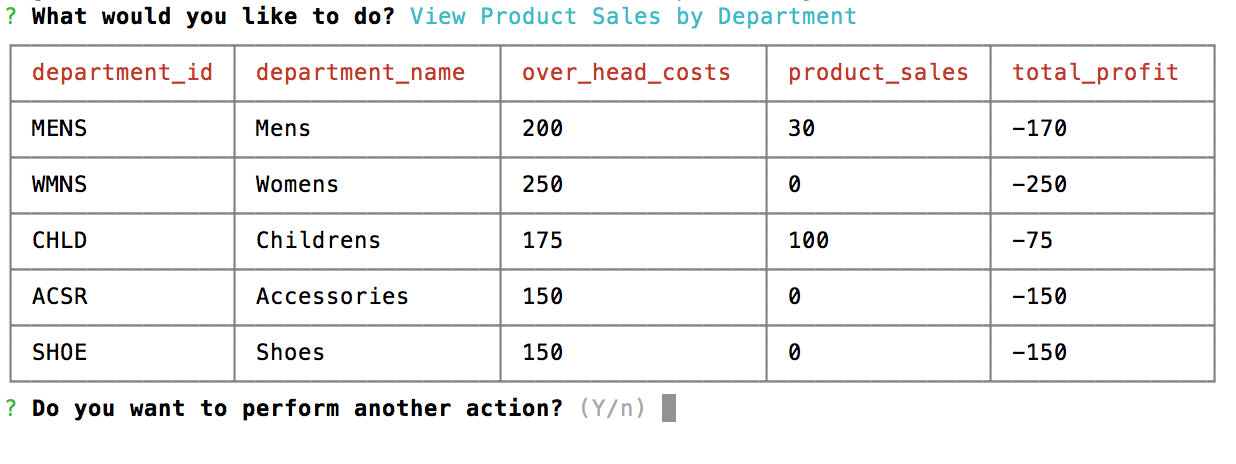 ? What would you like to do? View Product Sales by Department
department_id department_name over_head_costs product_sales total_profit
MENS Mens 200 30 -170
WMNS Womens 250 0 -250
CHLD Childrens 175 100 -75
ACSR Accessories 150 0 -150
SHOE Shoes 150 0 -150
? Do you want to perform another action? (Y/n)